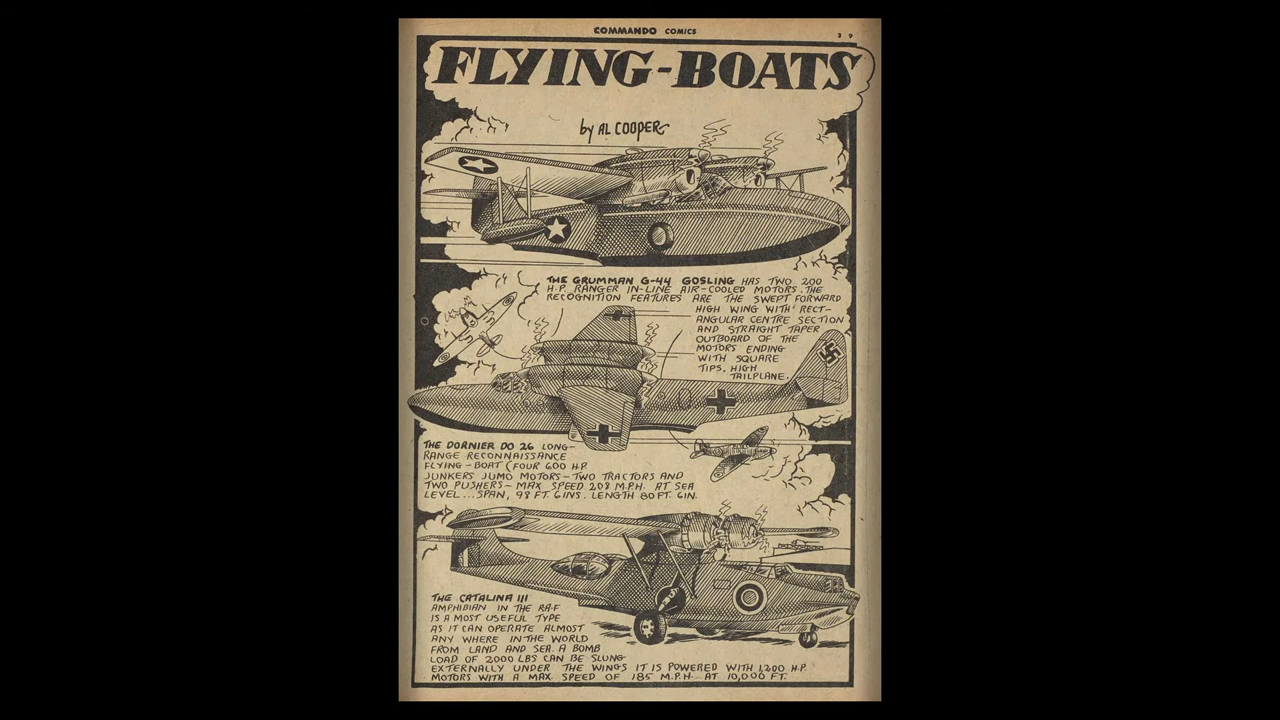 COMMANDO COMICS
39
FLYING-BOATS
by AL COOPER
THE GRUMMAN G-44 GOSLING HAS TWO 200
H.P. RANGER IN-LINE AIR-COOLED MOTORS. THE
RECOGNITION FEATURES ARE THE SWEPT FORWARD
HIGH WING WITH RECT-
ANGULAR CENTRE SECTION
AND STRAIGHT TAPER
OUTBOARD OF THE
MOTORS ENDING
WITH SQUARE
TIPS. HIGH
TAILPLANE.
THE DORNIER DO 26 LONG-
RANGE RECONNAISSANCE
FLYING-BOAT (FOUR 600 H.P.
JUNKERS JUMO MOTORS-TWO TRACTORS AND
TWO PUSHERS- MAX SPEED 208 M.P.H. AT SEA
LEVEL... SPAN, 98 FT. 6INS. LENGTH 80 FT. 6IN.
THE CATALINA III
AMPHIBIAN IN THE RAF
IS A MOST USEFUL TYPE
AS IT CAN OPERATE ALMOST
ANY WHERE IN THE WORLD
FROM LAND AND SEA. A BOMB
LOAD OF 2000 LBS CAN BE SLUNG
EXTERNALLY UNDER THE WINGS IT IS POWERED WITH 1,200 H.P.
MOTORS WITH A MAX SPEED OF 185 M.P.H. AT 10,000 FT.